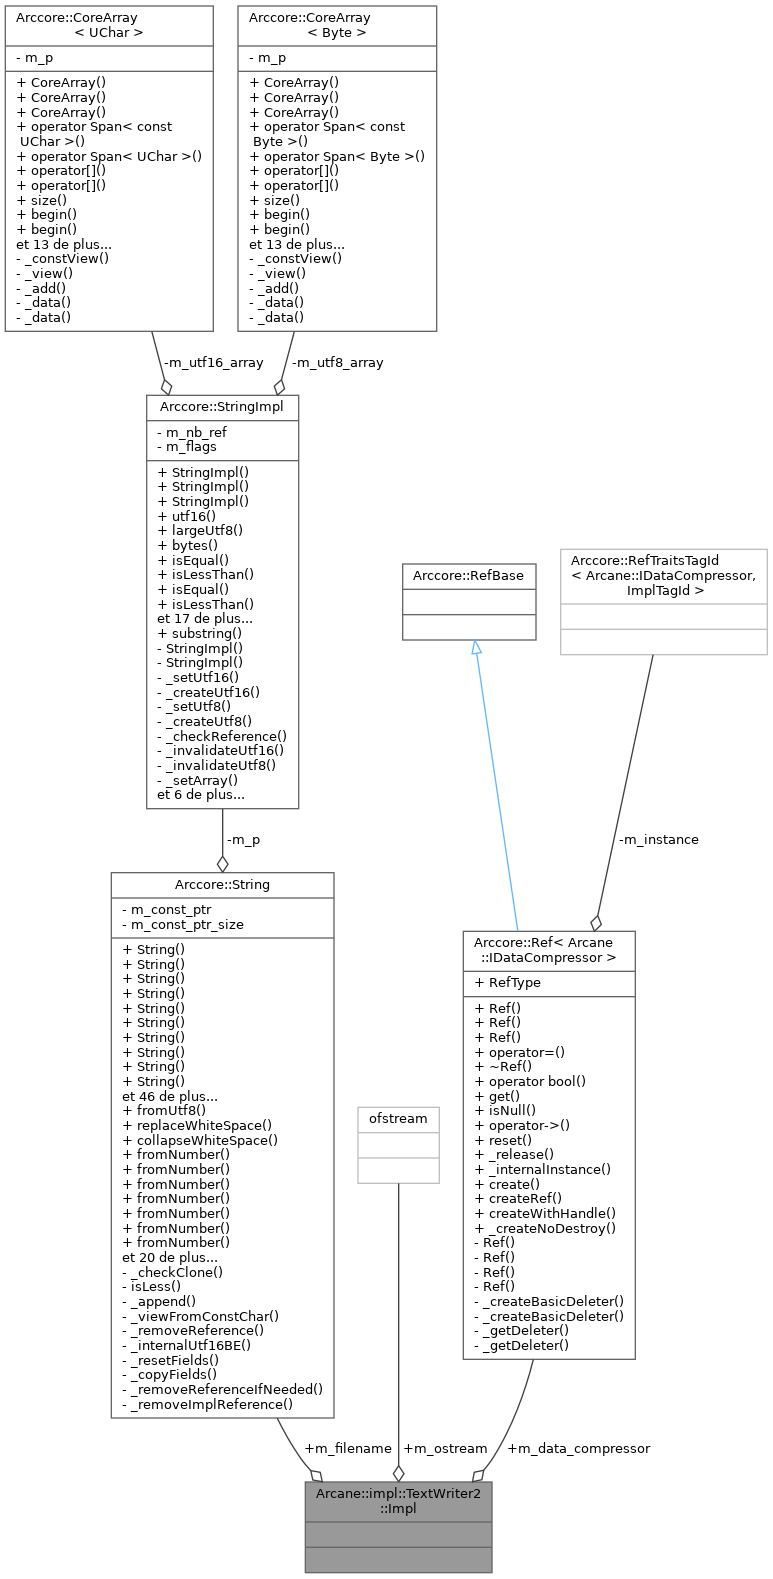 Arccore::CoreArray
< UChar >
- m_p
+ CoreArray()
+ CoreArray()
+ CoreArray()
+ operator Span< const
UChar >()
+ operator Span< UChar >()
+ operator[]()
+ operator[]()
+ size()
+ begin()
+ begin()
et 13 de plus...
- _constView()
- _view()
- _add()
- _data()
- _data()
Arccore::CoreArray
< Byte >
- m_p
+ CoreArray()
+ CoreArray()
+ CoreArray()
+ operator Span< const
Byte >()
+ operator Span< Byte >()
+ operator[]()
+ operator[]()
+ size()
+ begin()
+ begin()
et 13 de plus...
- _constView()
- _view()
- _add()
- _data()
- _data()
-m_utf16_array
-m_utf8_array
Arccore::StringImpl
- m_nb_ref
- m_flags
+ StringImpl()
+ StringImpl()
+ StringImpl()
+ utf16()
+ largeUtf8()
+ bytes()
+ isEqual()
+ isLessThan()
+ isEqual()
+ isLessThan()
et 17 de plus...
+ substring()
- StringImpl()
- StringImpl()
- _setUtf16()
- _createUtf16()
- _setUtf8()
- _createUtf8()
- _checkReference()
- _invalidateUtf16()
- _invalidateUtf8()
- _setArray()
et 6 de plus...
Arccore::RefBase
Arccore::RefTraitsTagId
< Arcane::IDataCompressor,
ImplTagId >
-m_p
-m_instance
Arccore::String
- m_const_ptr
- m_const_ptr_size
+ String()
+ String()
+ String()
+ String()
+ String()
+ String()
+ String()
+ String()
+ String()
+ String()
et 46 de plus...
+ fromUtf8()
+ replaceWhiteSpace()
+ collapseWhiteSpace()
+ fromNumber()
+ fromNumber()
+ fromNumber()
+ fromNumber()
+ fromNumber()
+ fromNumber()
+ fromNumber()
et 20 de plus...
- _checkClone()
- isLess()
- _append()
- _viewFromConstChar()
- _removeReference()
- _internalUtf16BE()
- _resetFields()
- _copyFields()
- _removeReferenceIfNeeded()
- _removeImplReference()
ofstream
Arccore::Ref< Arcane
::IDataCompressor >
+ RefType
+ Ref()
+ Ref()
+ Ref()
+ operator=()
+ ~Ref()
+ operator bool()
+ get()
+ isNull()
+ operator->()
+ reset()
+ _release()
+ _internalInstance()
+ create()
+ createRef()
+ createWithHandle()
+ _createNoDestroy()
- Ref()
- Ref()
- Ref()
- Ref()
- _createBasicDeleter()
- _createBasicDeleter()
- _getDeleter()
- _getDeleter()
+m_filename
+m_ostream
+m_data_compressor
Arcane::impl::TextWriter2
::Impl